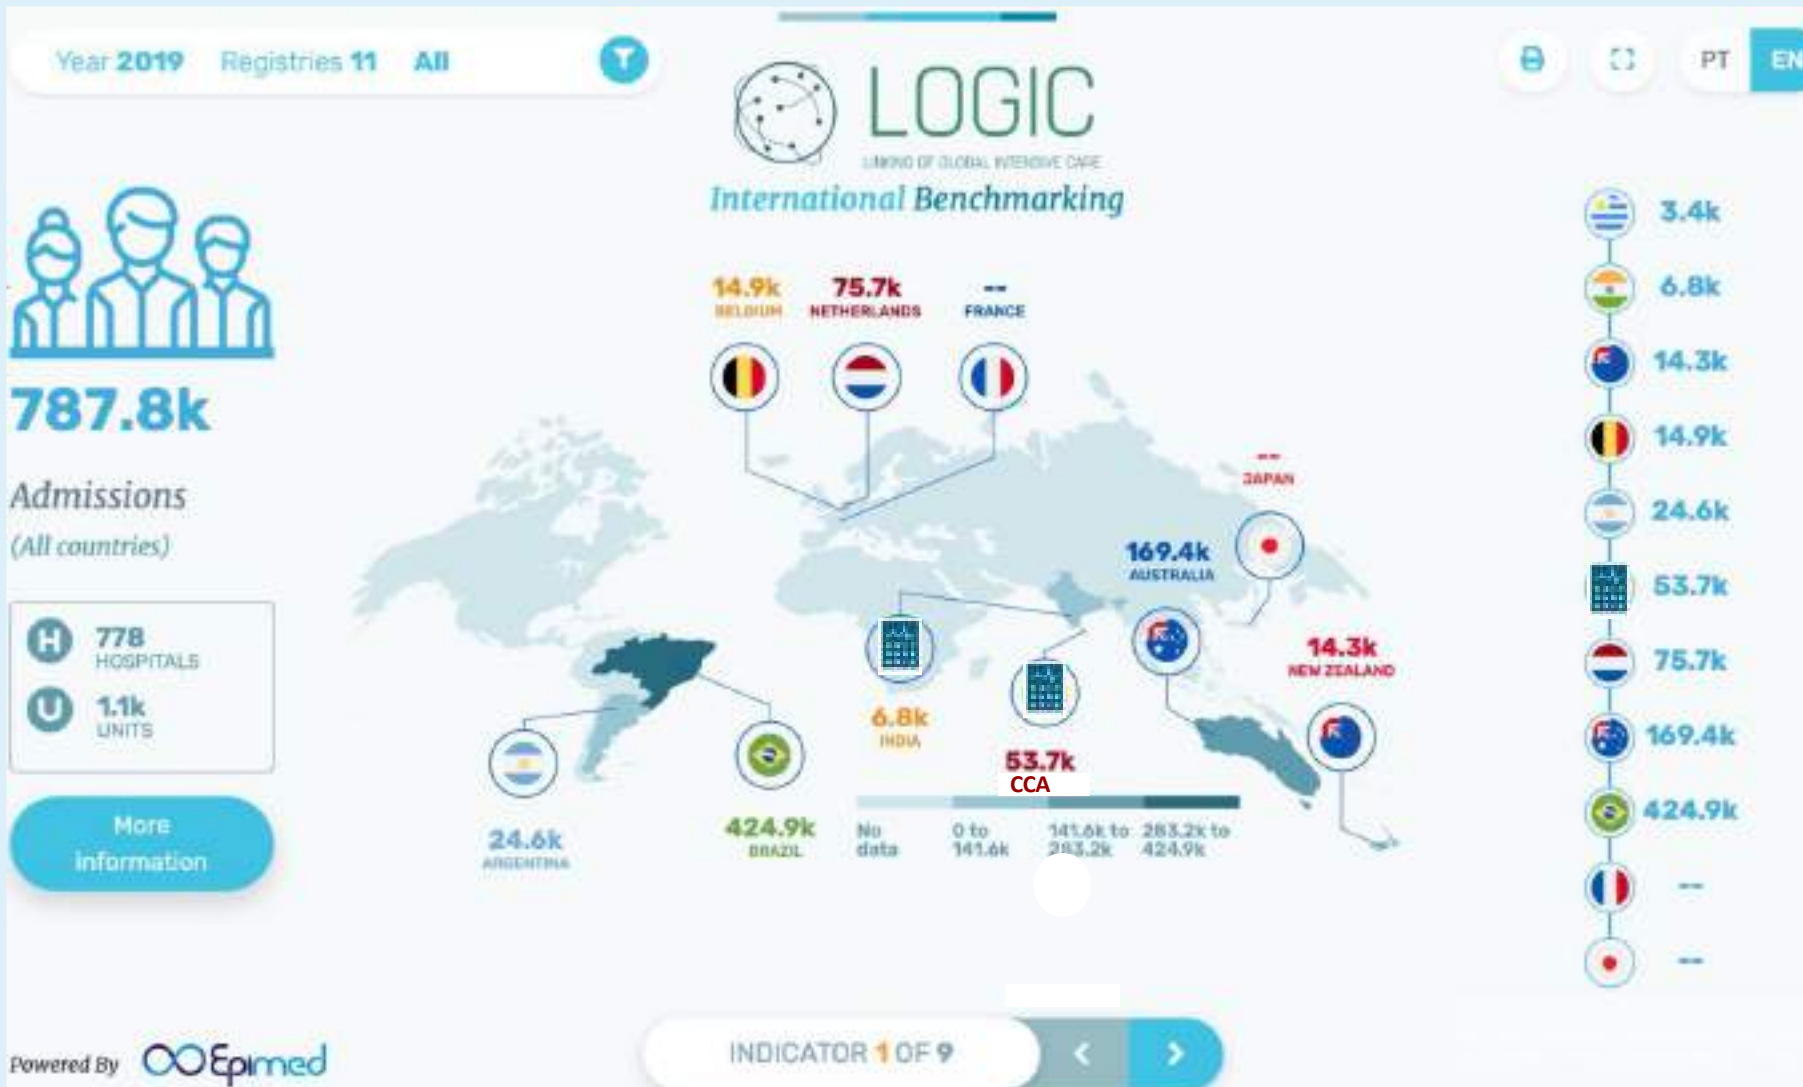 Year 2019 Registries 11 All
PT EN
LOGIC
LINKING OF GLOBAL INTENSIVE CARE
International Benchmarking
787.8k
Admissions
(All countries)
H 778
HOSPITALS
U 1.1k
UNITS
More
information
14.9k
BELGIUM
75.7k
NETHERLANDS
--
FRANCE
--
JAPAN
169.4k
AUSTRALIA
14.3k
NEW ZEALAND
6.8k
INDIA
53.7k
CCA
24.6k
ARGENTINA
424.9k
BRAZIL
No
data
0 to
141.6k
141.6k to
283.2k
283.2k to
424.9k
3.4k
6.8k
14.3k
14.9k
24.6k
53.7k
75.7k
169.4k
424.9k
--
--
Powered By Epimed
INDICATOR 1 OF 9